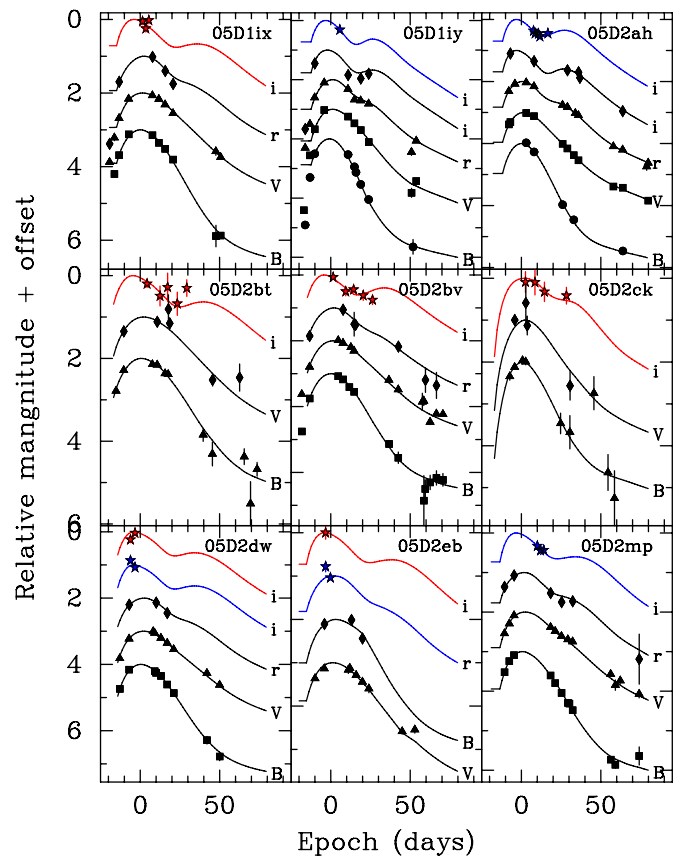 Relative mangnitude + offset
0
2
4
6
05D1ix
i
r
V
B
05D1iy
i
i
r
V
B
05D2ah
i
i
r
V
B
0
2
4
6
05D2bt
i
V
B
05D2bv
i
r
V
B
05D2ck
i
V
B
0
2
4
6
05D2dw
i
i
r
V
B
05D2eb
i
r
B
V
05D2mp
i
r
V
B
0 50
0 50
0 50
Epoch (days)